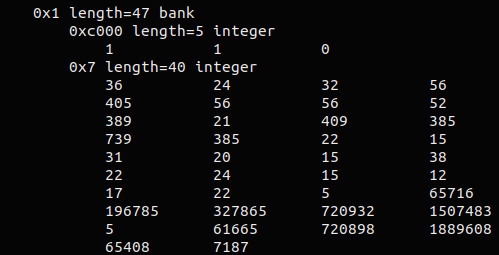 0x1 length=47 bank
0xc000 length=5 integer
1 1 0
0x7 length=40 integer
36 24 32 56
405 56 56 52
389 21 409 385
739 385 22 15
31 20 15 38
22 24 15 12
17 22 5 65716
196785 327865 720932 1507483
5 61665 720898 1889608
65408 7187